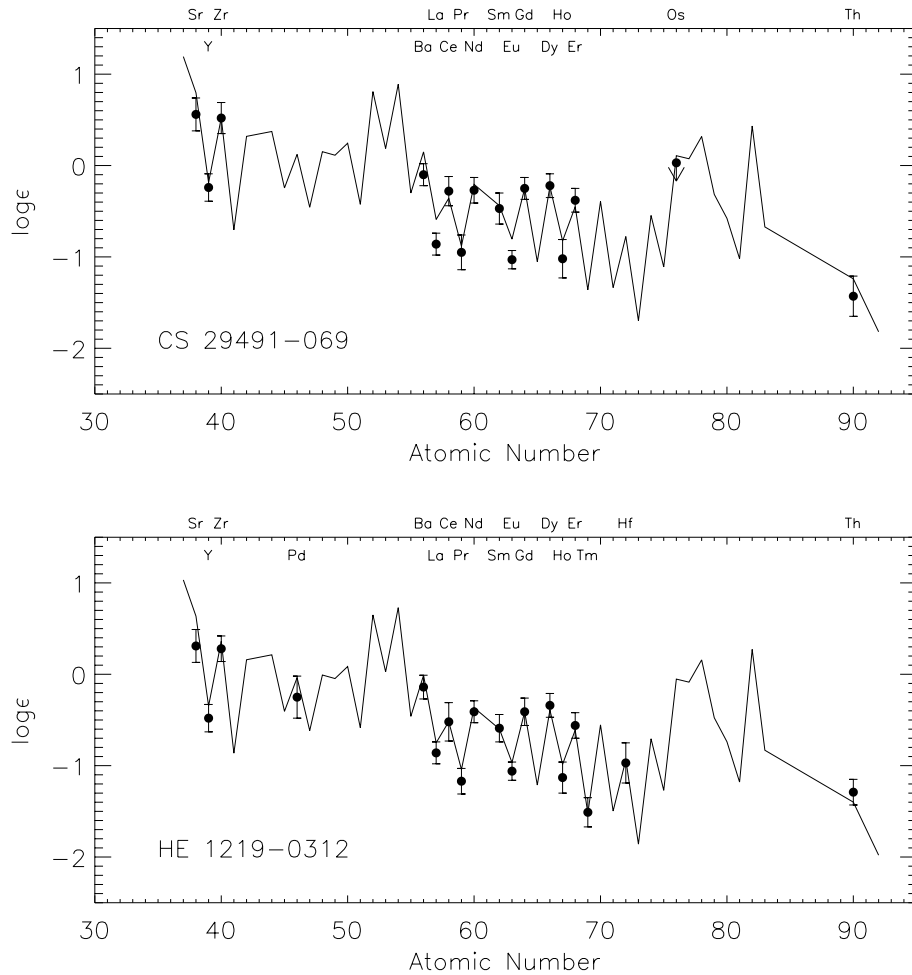 Sr Zr La Pr Sm Gd Ho Os Th
Y Ba Ce Nd Eu Dy Er
1
0
−1
−2
logϵ
CS 29491−069
30 40 50 60 70 80 90
Atomic Number
Sr Zr Ba Ce Nd Eu Dy Er Hf Th
Y Pd La Pr Sm Gd Ho Tm
1
0
−1
−2
logϵ
HE 1219−0312
30 40 50 60 70 80 90
Atomic Number